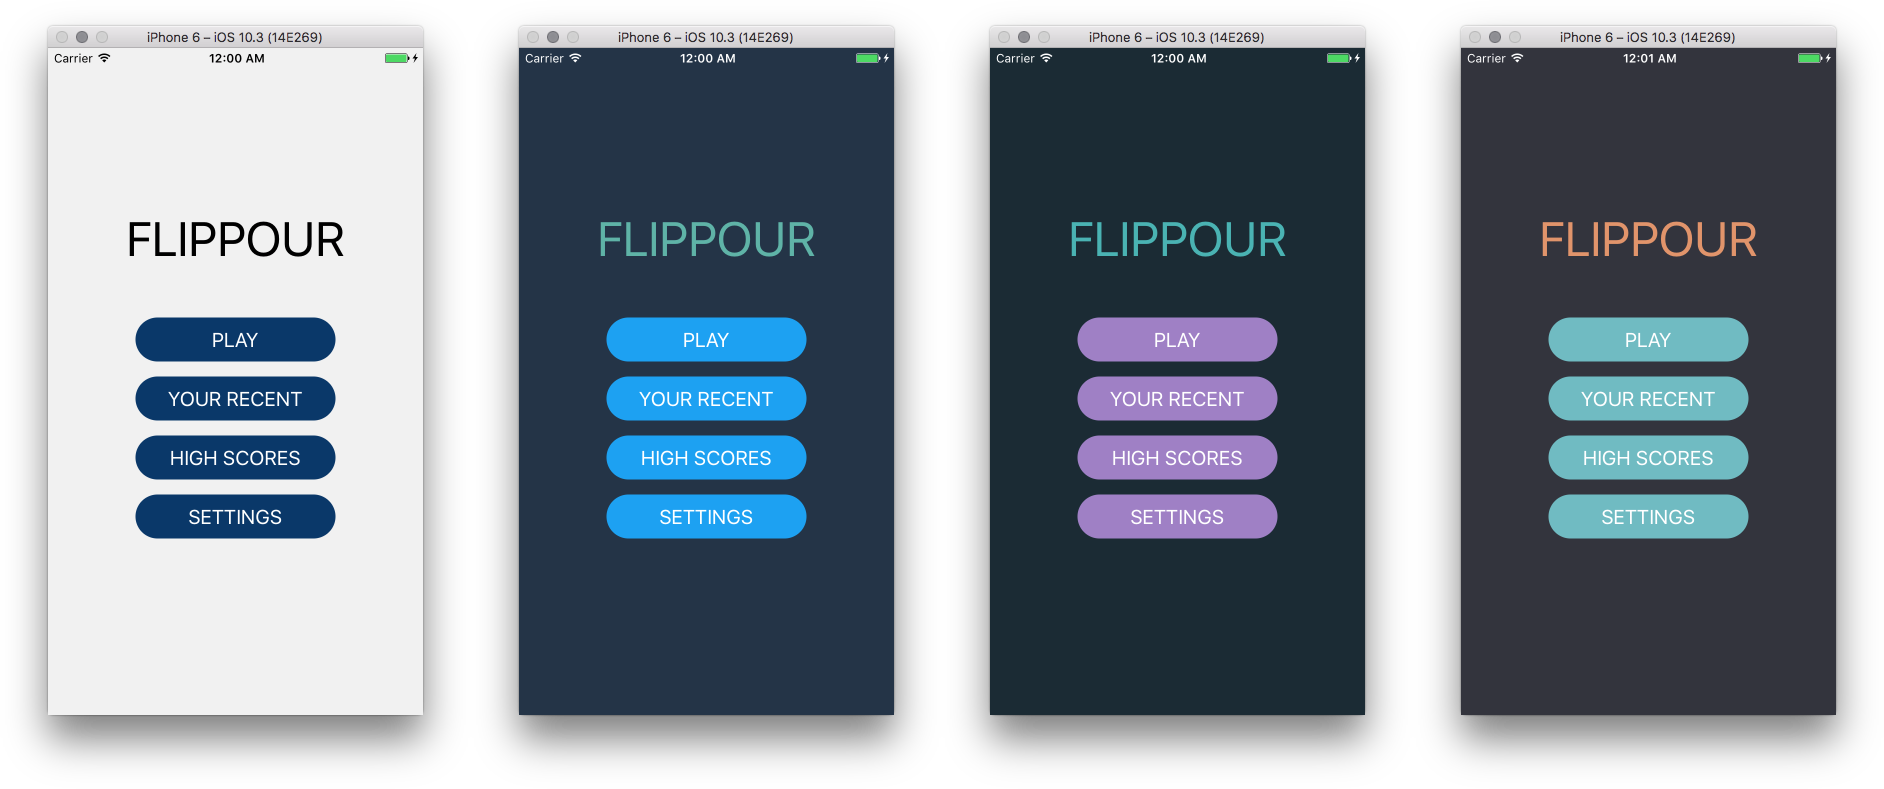 iPhone 6 – iOS 10.3 (14E269)
Carrier 12:00 AM
FLIPPOUR
PLAY
YOUR RECENT
HIGH SCORES
SETTINGS
iPhone 6 – iOS 10.3 (14E269)
Carrier 12:00 AM
FLIPPOUR
PLAY
YOUR RECENT
HIGH SCORES
SETTINGS
iPhone 6 – iOS 10.3 (14E269)
Carrier 12:00 AM
FLIPPOUR
PLAY
YOUR RECENT
HIGH SCORES
SETTINGS
iPhone 6 – iOS 10.3 (14E269)
Carrier 12:01 AM
FLIPPOUR
PLAY
YOUR RECENT
HIGH SCORES
SETTINGS